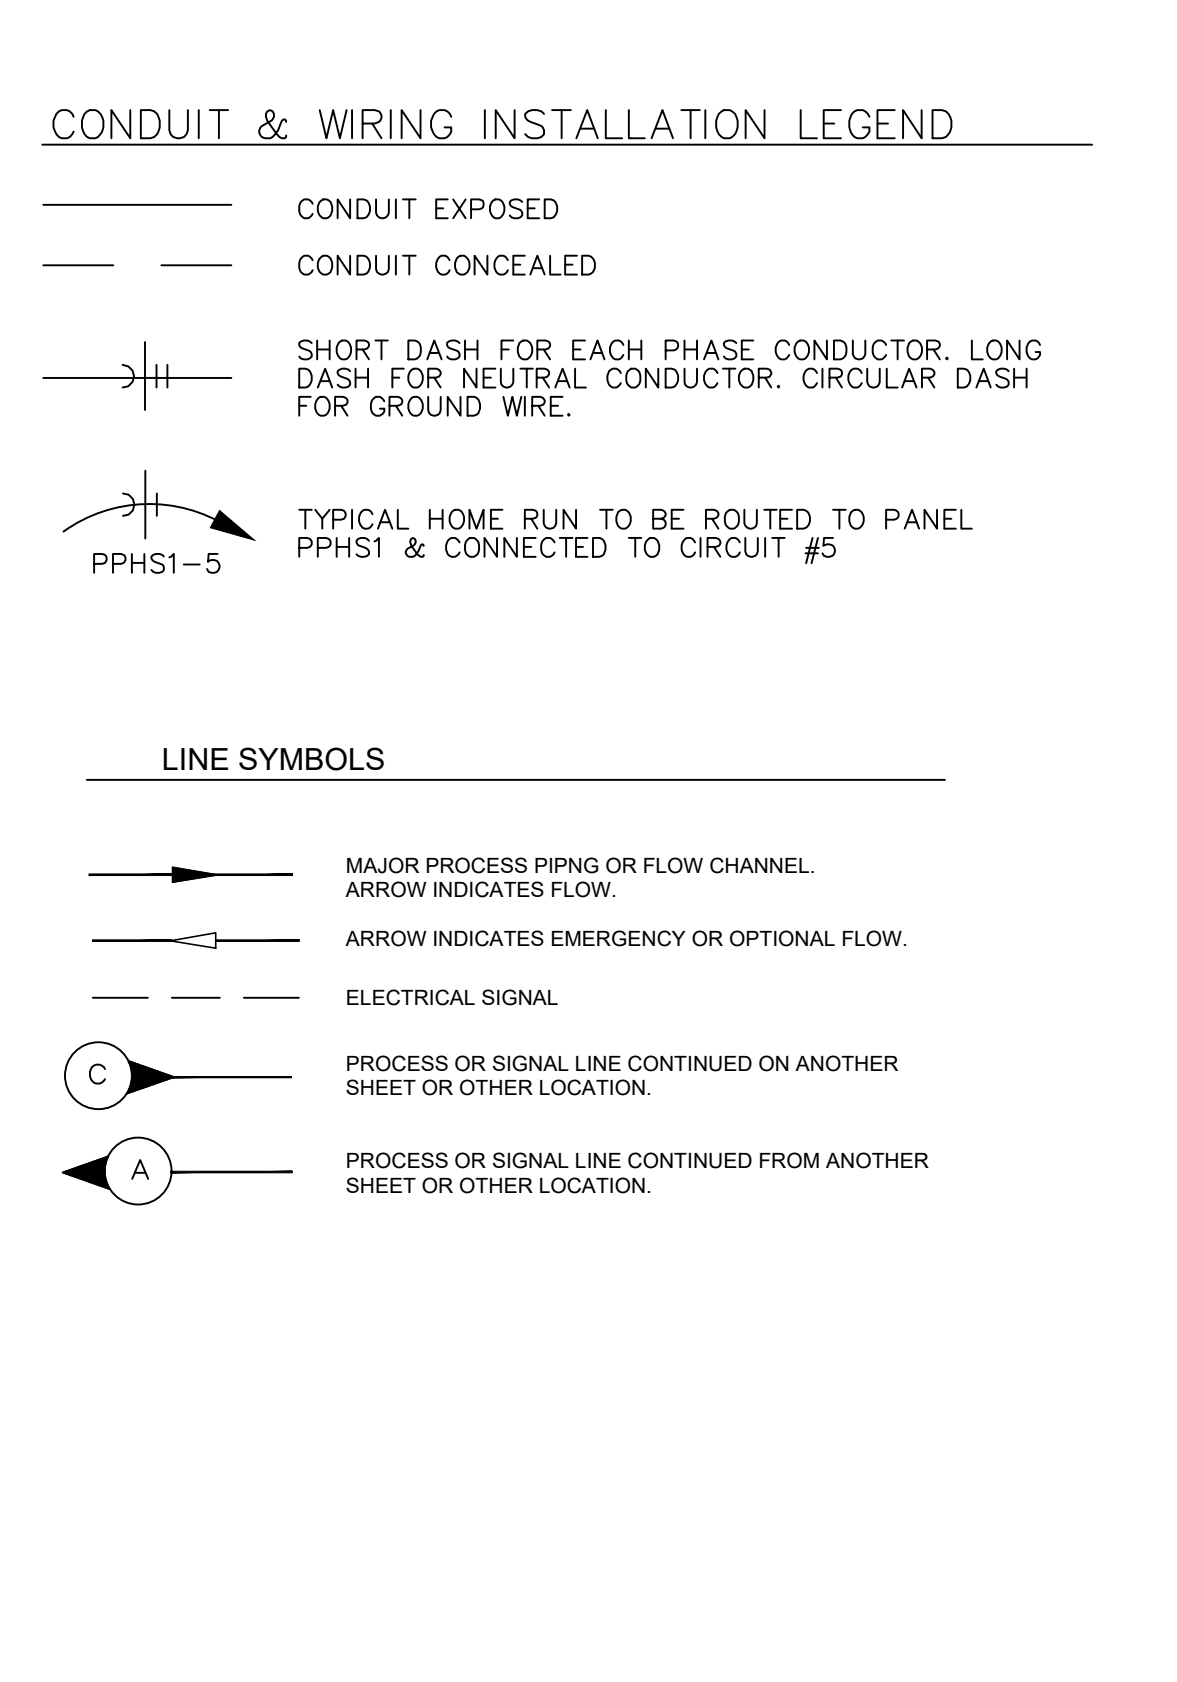 CONDUIT & WIRING INSTALLATION LEGEND
CONDUIT EXPOSED
CONDUIT CONCEALED
SHORT DASH FOR EACH PHASE CONDUCTOR. LONG
DASH FOR NEUTRAL CONDUCTOR. CIRCULAR DASH
FOR GROUND WIRE.
PPHS1-5
TYPICAL HOME RUN TO BE ROUTED TO PANEL
PPHS1 & CONNECTED TO CIRCUIT #5
LINE SYMBOLS
MAJOR PROCESS PIPNG OR FLOW CHANNEL.
ARROW INDICATES FLOW.
ARROW INDICATES EMERGENCY OR OPTIONAL FLOW.
ELECTRICAL SIGNAL
C
PROCESS OR SIGNAL LINE CONTINUED ON ANOTHER
SHEET OR OTHER LOCATION.
A
PROCESS OR SIGNAL LINE CONTINUED FROM ANOTHER
SHEET OR OTHER LOCATION.